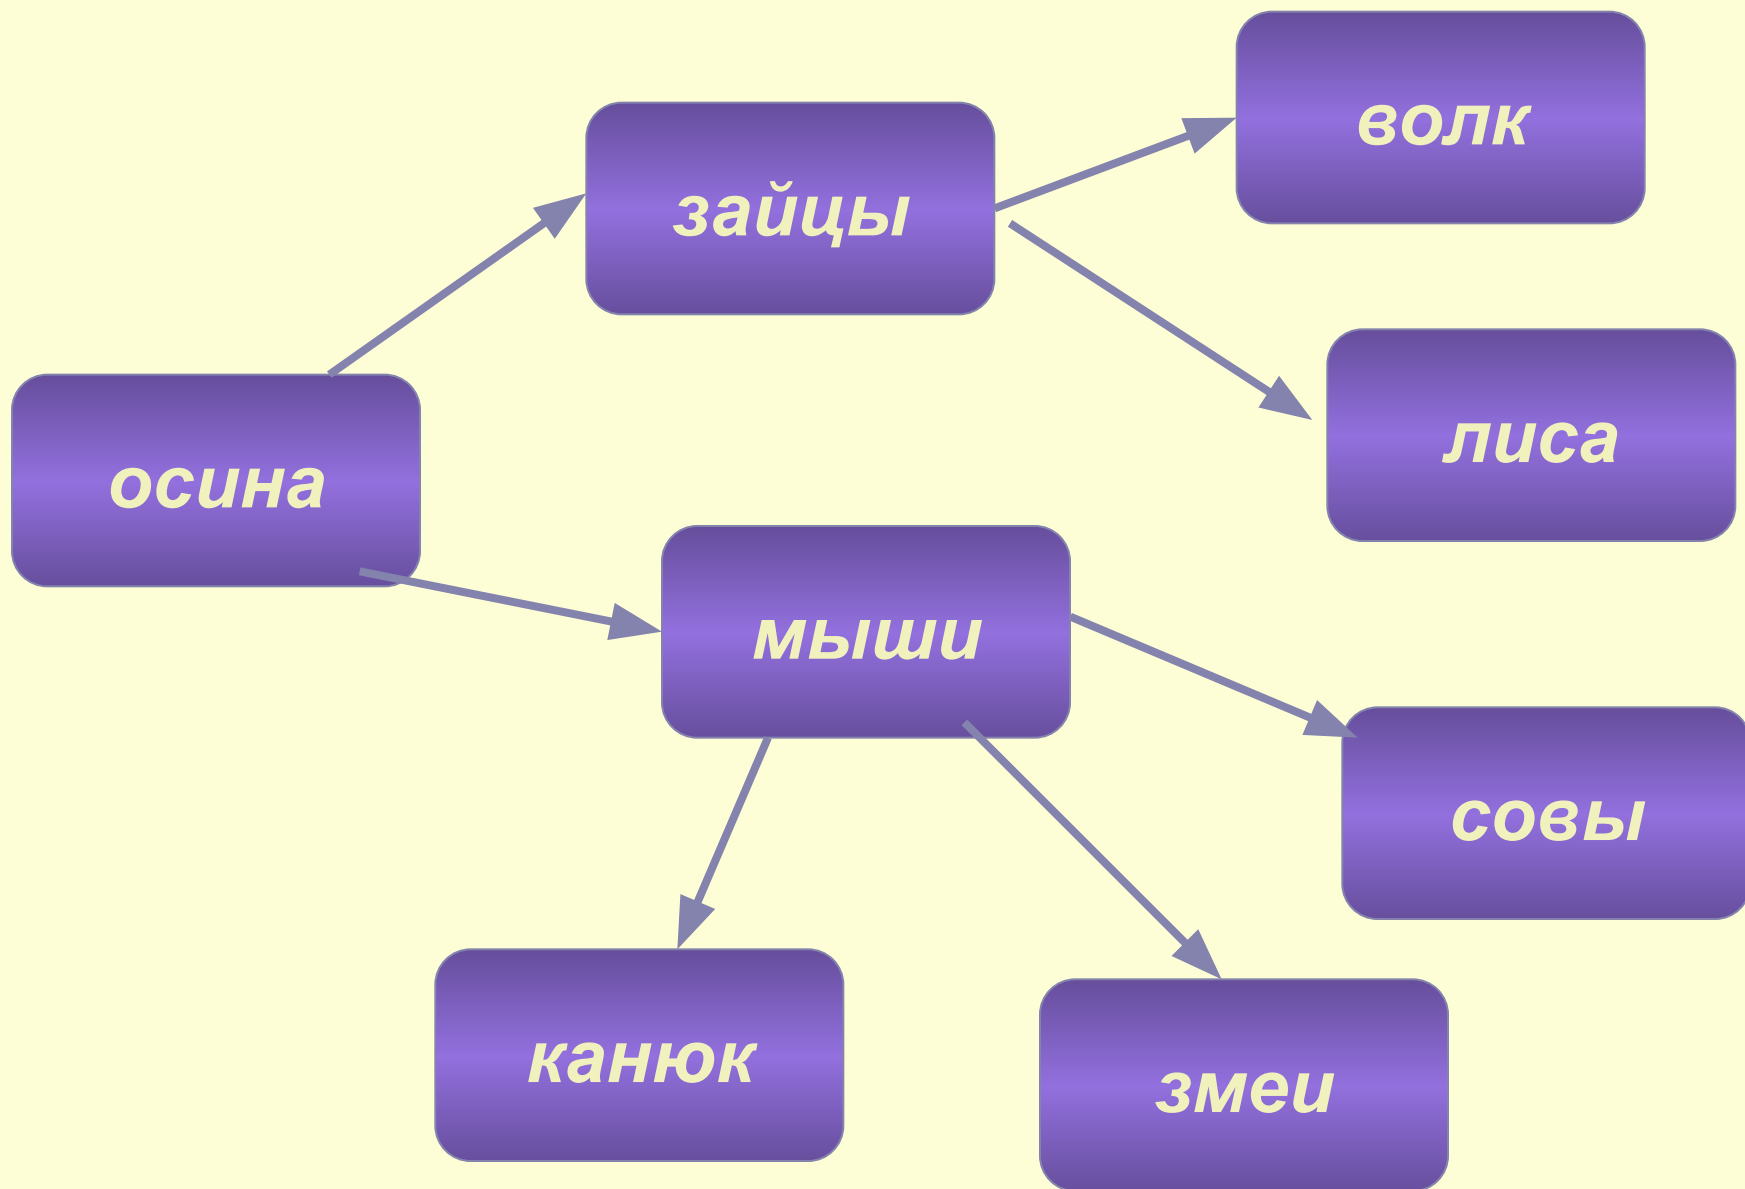 волк
зайцы
лиса
осина
мыши
совы
канюк
змеи